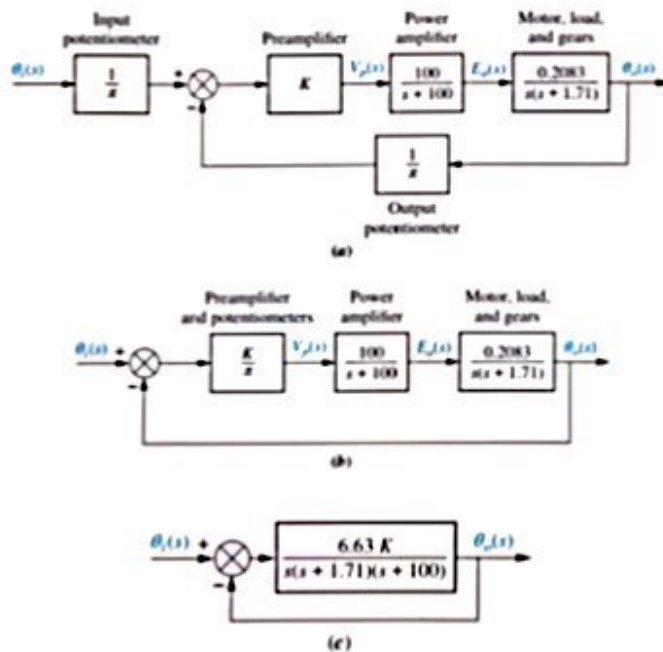 Input
potentiometer
Preamplifier
Power
amplifier
Motor, load,
and gears
θᵢ(s)
1
π
+
−
K
Vₚ(s)
100
s + 100
Eₐ(s)
0.2083
s(s + 1.71)
θₒ(s)
1
π
Output
potentiometer
(a)
Preamplifier
and potentiometers
Power
amplifier
Motor, load,
and gears
θᵢ(s)
+
−
K
π
Vₚ(s)
100
s + 100
Eₐ(s)
0.2083
s(s + 1.71)
θₒ(s)
(b)
θᵢ(s)
+
−
6.63 K
s(s + 1.71)(s + 100)
θₒ(s)
(c)